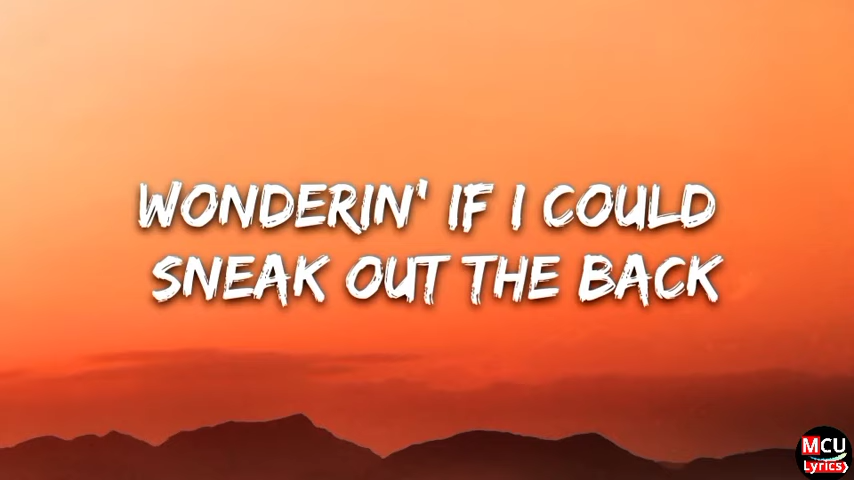 WONDERIN' IF I COULD
SNEAK OUT THE BACK
MCU
Lyrics